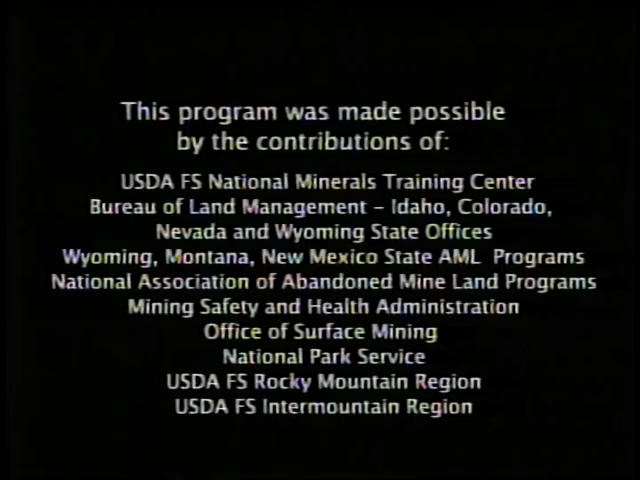 This program was made possible
by the contributions of:
USDA FS National Minerals Training Center
Bureau of Land Management – Idaho, Colorado,
Nevada and Wyoming State Offices
Wyoming, Montana, New Mexico State AML Programs
National Association of Abandoned Mine Land Programs
Mining Safety and Health Administration
Office of Surface Mining
National Park Service
USDA FS Rocky Mountain Region
USDA FS Intermountain Region